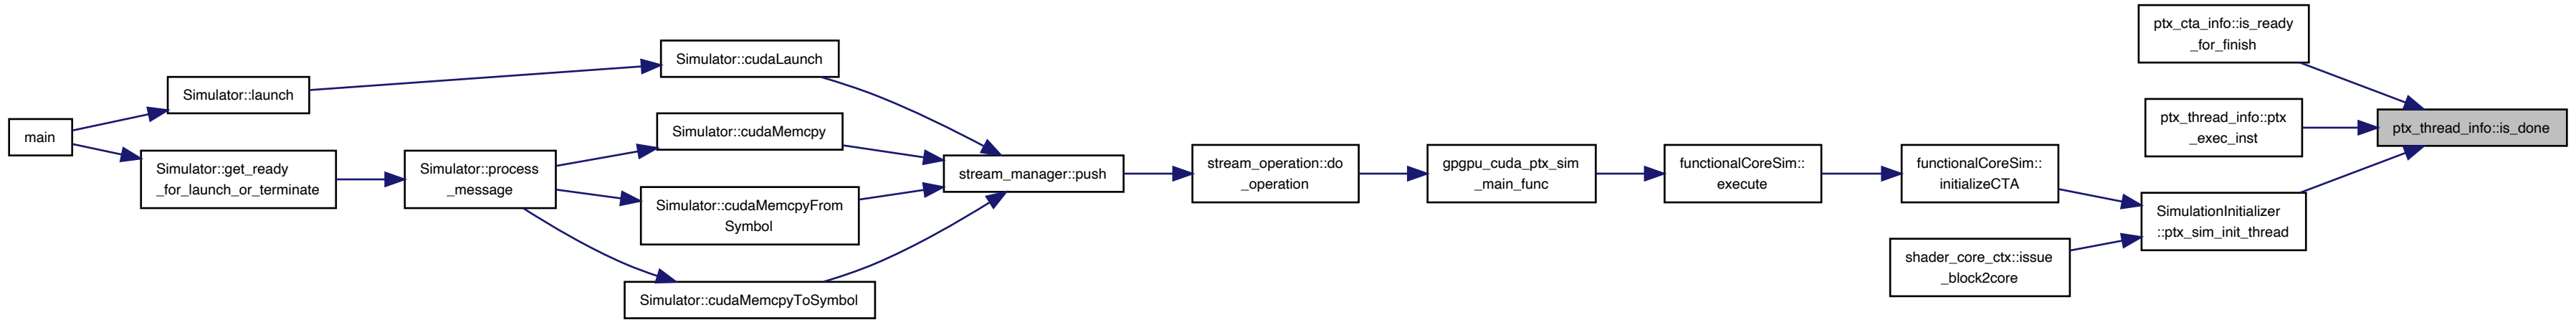 main
Simulator::launch
Simulator::get_ready
_for_launch_or_terminate
Simulator::process
_message
Simulator::cudaLaunch
Simulator::cudaMemcpy
Simulator::cudaMemcpyFrom
Symbol
Simulator::cudaMemcpyToSymbol
stream_manager::push
stream_operation::do
_operation
gpgpu_cuda_ptx_sim
_main_func
functionalCoreSim::
execute
functionalCoreSim::
initializeCTA
shader_core_ctx::issue
_block2core
ptx_cta_info::is_ready
_for_finish
ptx_thread_info::ptx
_exec_inst
SimulationInitializer
::ptx_sim_init_thread
ptx_thread_info::is_done